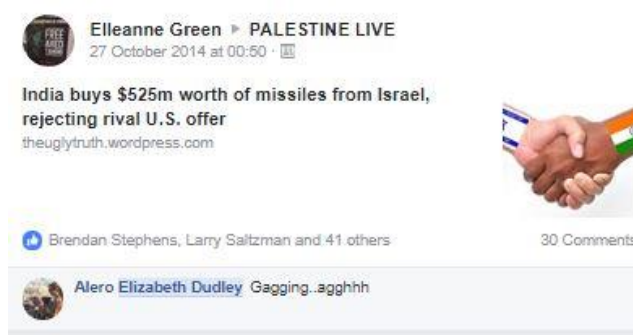 Elleanne Green ▶ PALESTINE LIVE
27 October 2014 at 00:50 ·
India buys $525m worth of missiles from Israel,
rejecting rival U.S. offer
theuglytruth.wordpress.com
Brendan Stephens, Larry Saltzman and 41 others
30 Comments
Alero Elizabeth Dudley Gagging..agghhh